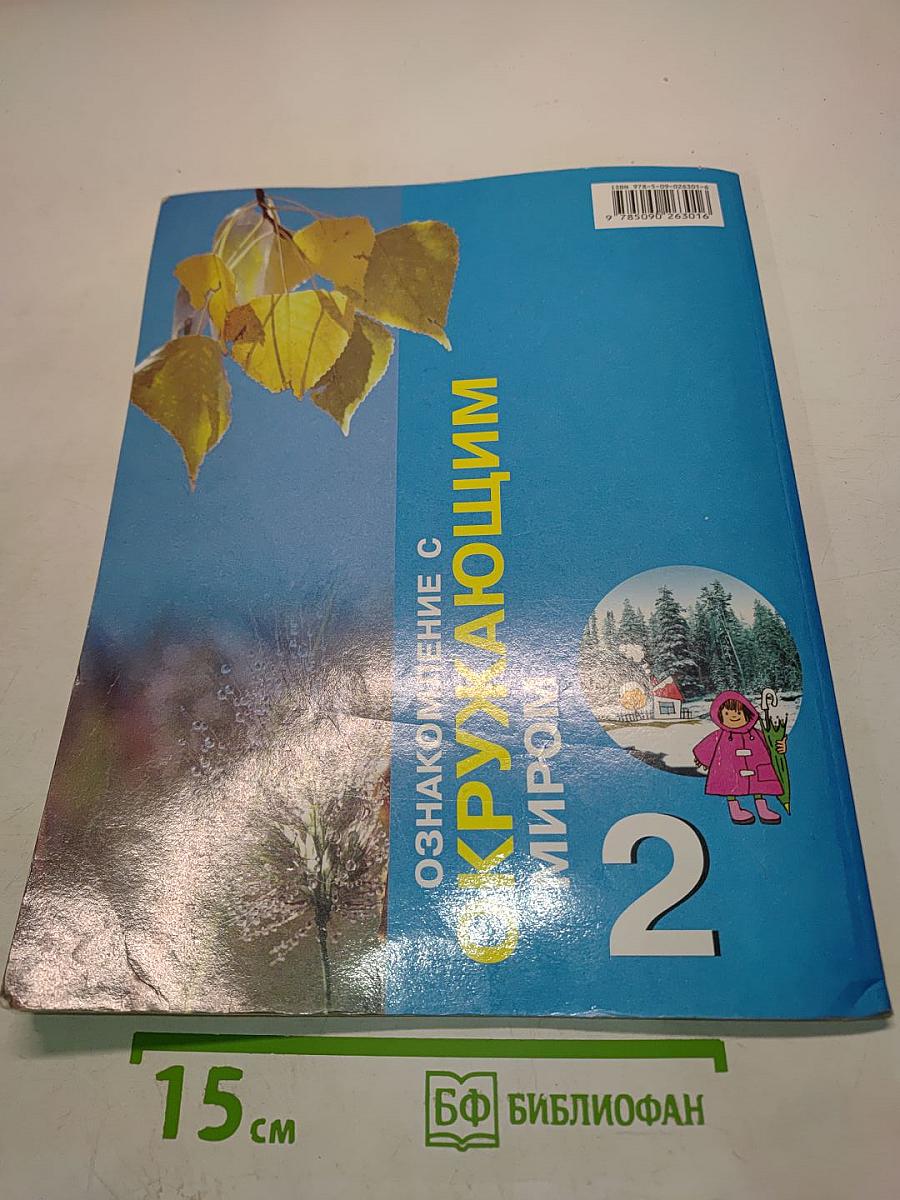 ISBN 978-5-09-026301-6
9 785090 263016
ОЗНАКОМЛЕНИЕ С
ОКРУЖАЮЩИМ
МИРОМ
2
15 см
БФ БИБЛИОФАН